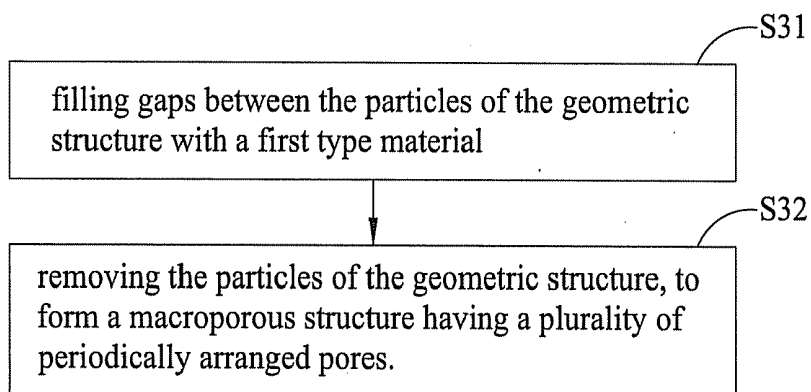 S31
filling gaps between the particles of the geometric
structure with a first type material
S32
removing the particles of the geometric structure, to
form a macroporous structure having a plurality of
periodically arranged pores.